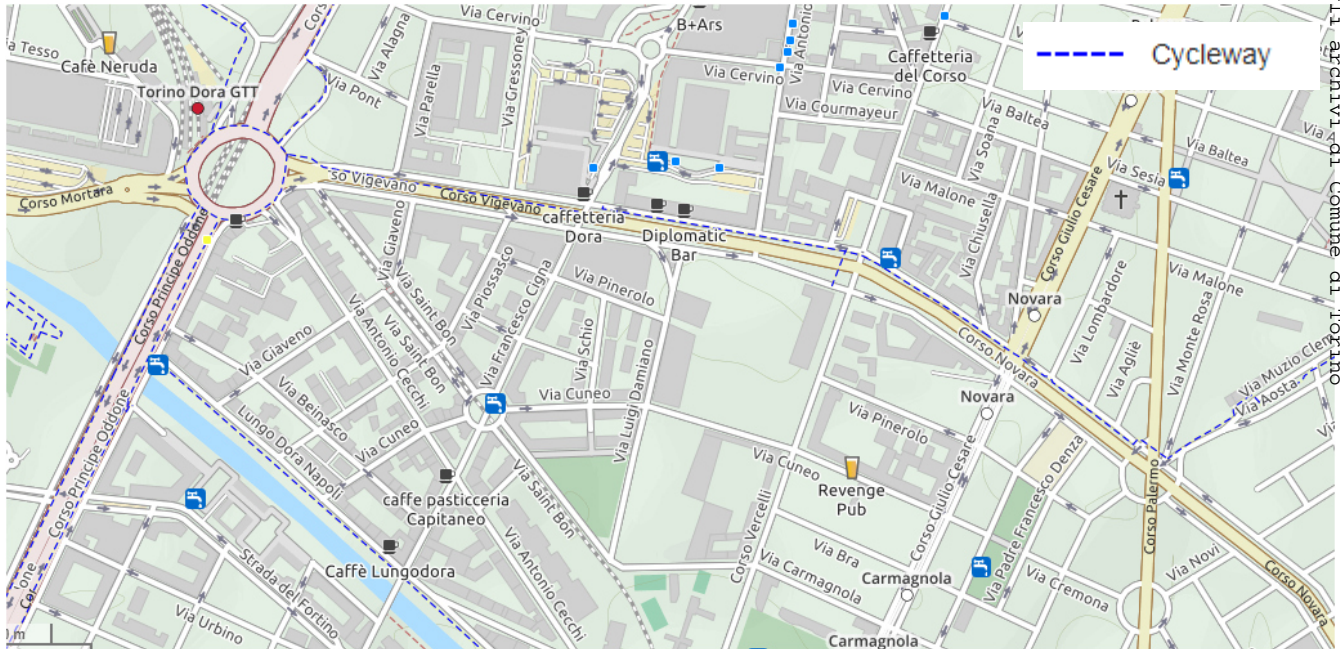 Via Cervino
B+Ars
Via Alagna
Via Antonio
Caffetteria
del Corso
Cycleway
Cafè Neruda
Torino Dora GTT
Via Pont
Via Parella
Via Gressoney
Via Cervino
Via Cervino
Via Courmayeur
Via Baltea
Via Soana
Via Baltea
Via Sesia
Corso Mortara
so Vigevano
Corso Vigevano
caffetteria
Dora
Diplomatic
Bar
Via Malone
Via Chiusella
Corso Giulio Cesare
Via Malone
Corso Principe Oddone
Via Giaveno
Via Saint Bon
Via Piossasco
Via Francesco Cigna
Via Pinerolo
Novara
Via Lombardore
Via Monte Rosa
Via Agliè
Via Giaveno
Via Antonio Cecchi
Via Saint Bon
Via Schio
Via Luigi Damiano
Corso Novara
Via Muzio Clem
Via Aosta
Via Beinasco
Via Cuneo
Novara
Corso Principe Oddone
Lungo Dora Napoli
Via Cuneo
Via Pinerolo
Via Cuneo
Revenge
Pub
Corso Giulio Cesare
Via Padre Francesco Denza
Corso Palermo
caffe pasticceria
Capitaneo
Via Saint Bon
Corso Vercelli
Via Bra
Via Carmagnola
Carmagnola
Via Cremona
Via Novi
Corso Novara
Caffè Lungodora
Via Antonio Cecchi
Strada del Fortino
Via Urbino
Carmagnola
archivi di Comune di Torino